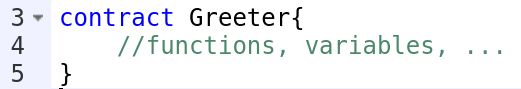 3 contract Greeter{
4 //functions, variables, ...
5 }